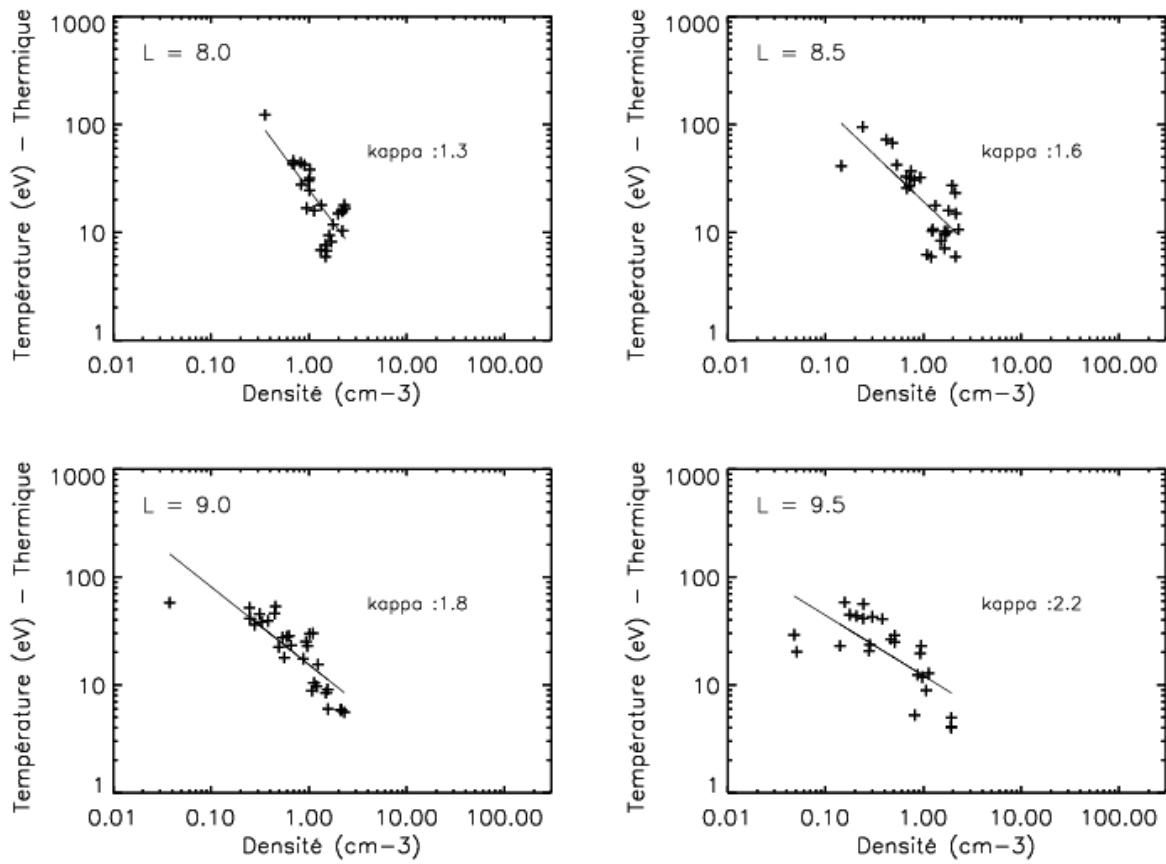 Température (eV) – Thermique
1000
100
10
1
L = 8.0
kappa :1.3
0.01 0.10 1.00 10.00 100.00
Densité (cm–3)
Température (eV) – Thermique
1000
100
10
1
L = 8.5
kappa :1.6
0.01 0.10 1.00 10.00 100.00
Densité (cm–3)
Température (eV) – Thermique
1000
100
10
1
L = 9.0
kappa :1.8
0.01 0.10 1.00 10.00 100.00
Densité (cm–3)
Température (eV) – Thermique
1000
100
10
1
L = 9.5
kappa :2.2
0.01 0.10 1.00 10.00 100.00
Densité (cm–3)